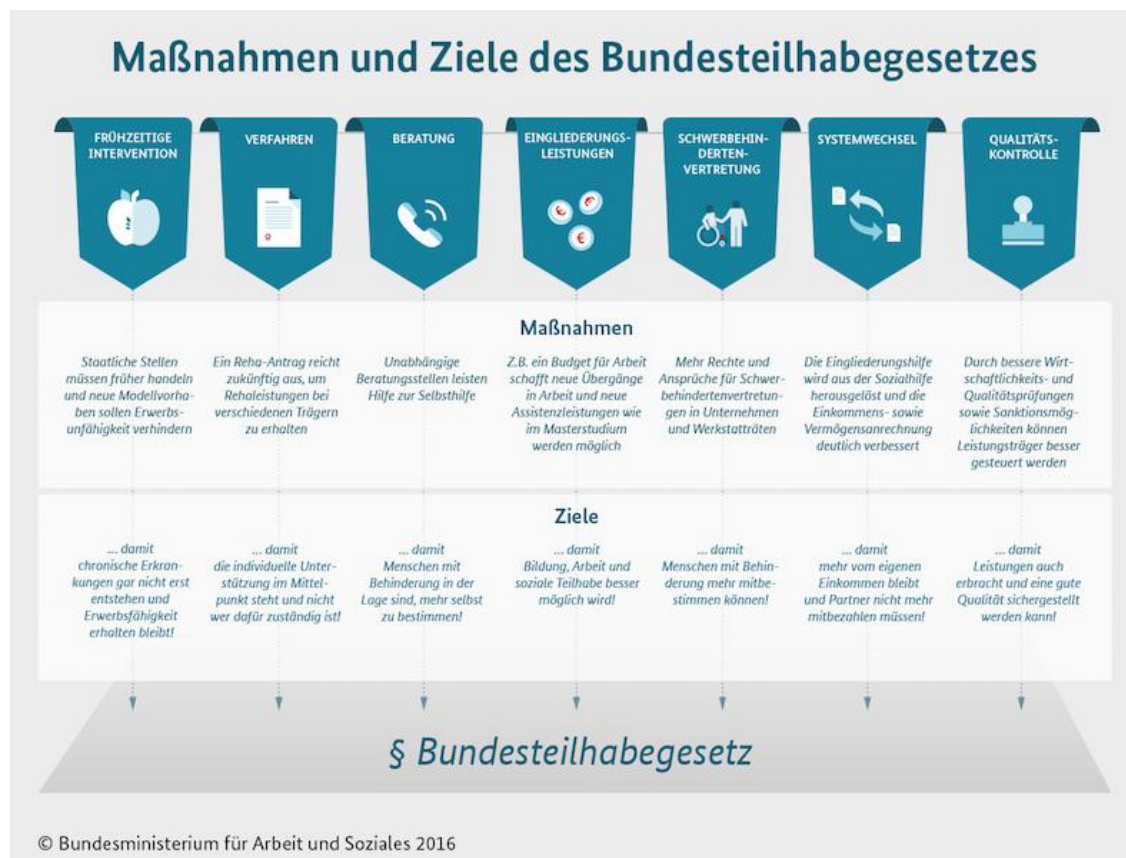 Maßnahmen und Ziele des Bundesteilhabegesetzes
FRÜHZEITIGE
INTERVENTION
VERFAHREN
BERATUNG
EINGLIEDERUNGS-
LEISTUNGEN
SCHWERBEHIN-
DERTEN-
VERTRETUNG
SYSTEMWECHSEL
QUALITÄTS-
KONTROLLE
Maßnahmen
Staatliche Stellen
müssen früher handeln
und neue Modellvorha-
ben sollen Erwerbs-
unfähigkeit verhindern
Ein Reha-Antrag reicht
zukünftig aus, um
Rehaleistungen bei
verschiedenen Trägern
zu erhalten
Unabhängige
Beratungsstellen leisten
Hilfe zur Selbsthilfe
Z.B. ein Budget für Arbeit
schafft neue Übergänge
in Arbeit und neue
Assistenzleistungen wie
im Masterstudium
werden möglich
Mehr Rechte und
Ansprüche für Schwer-
behindertenvertretun-
gen in Unternehmen
und Werkstatträten
Die Eingliederungshilfe
wird aus der Sozialhilfe
herausgelöst und die
Einkommens- sowie
Vermögensanrechnung
deutlich verbessert
Durch bessere Wirt-
schaftlichkeits- und
Qualitätsprüfungen
sowie Sanktionsmög-
lichkeiten können
Leistungsträger besser
gesteuert werden
Ziele
... damit
chronische Erkran-
kungen gar nicht erst
entstehen und
Erwerbsfähigkeit
erhalten bleibt!
... damit
die individuelle Unter-
stützung im Mittel-
punkt steht und nicht
wer dafür zuständig ist!
... damit
Menschen mit
Behinderung in der
Lage sind, mehr selbst
zu bestimmen!
... damit
Bildung, Arbeit und
soziale Teilhabe besser
möglich wird!
... damit
Menschen mit Behin-
derung mehr mitbe-
stimmen können!
... damit
mehr vom eigenen
Einkommen bleibt
und Partner nicht mehr
mitbezahlen müssen!
... damit
Leistungen auch
erbracht und eine gute
Qualität sichergestellt
werden kann!
§ Bundesteilhabegesetz
© Bundesministerium für Arbeit und Soziales 2016